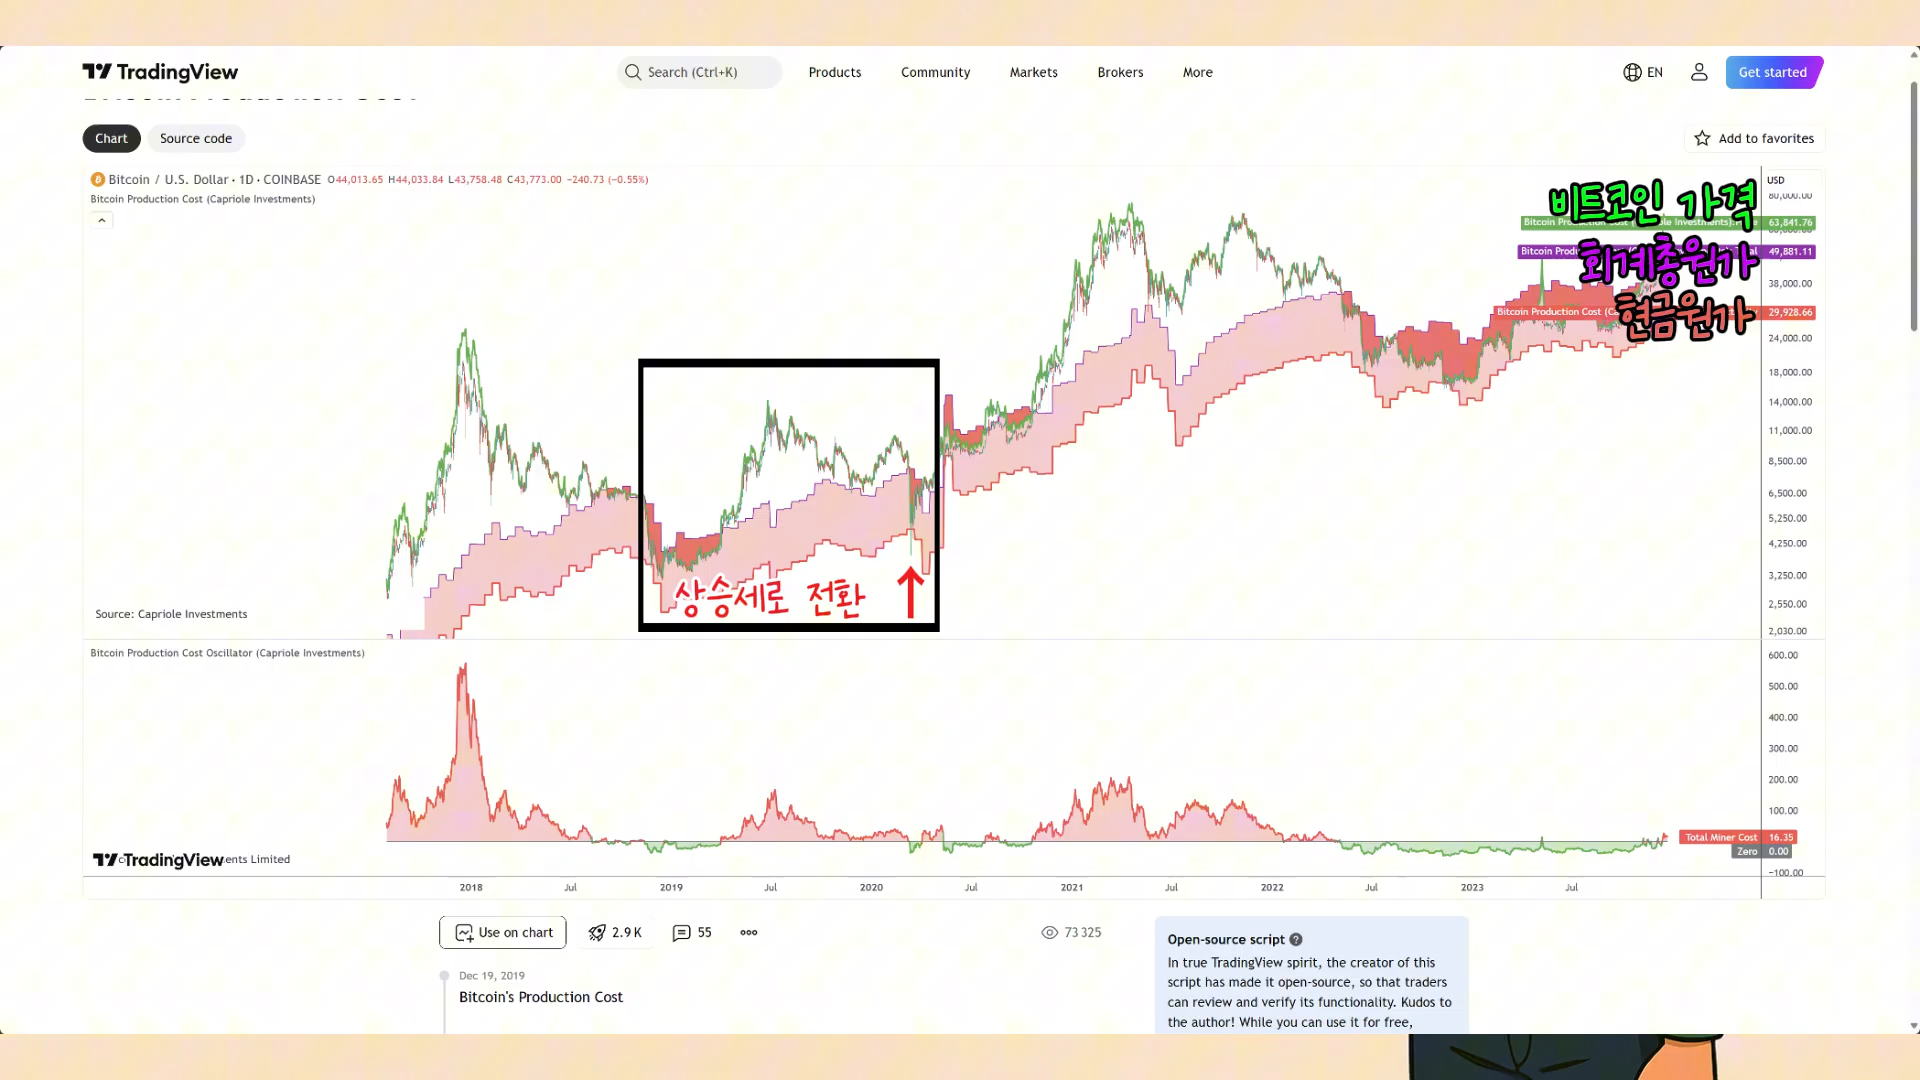 TradingView
Search (Ctrl+K)
Products
Community
Markets
Brokers
More
EN
Get started
Bitcoin Production Cost
Chart
Source code
Add to favorites
Bitcoin / U.S. Dollar · 1D · COINBASE O44,013.65 H44,033.84 L43,758.48 C43,773.00 −240.73 (−0.55%)
Bitcoin Production Cost (Capriole Investments)
USD
80,000.00
비트코인 가격
63,841.76
회계총원가
49,881.11
현금원가
Bitcoin Production Cost
29,928.66
38,000.00
24,000.00
18,000.00
14,000.00
11,000.00
8,500.00
6,500.00
5,250.00
4,250.00
3,250.00
2,550.00
2,030.00
상승세로 전환
Source: Capriole Investments
Bitcoin Production Cost Oscillator (Capriole Investments)
600.00
500.00
400.00
300.00
200.00
100.00
Total Miner Cost 16.35
Zero 0.00
−100.00
TradingView
ents Limited
2018 Jul 2019 Jul 2020 Jul 2021 Jul 2022 Jul 2023 Jul
Use on chart
2.9 K
55
73 325
Dec 19, 2019
Bitcoin's Production Cost
Open-source script
In true TradingView spirit, the creator of this
script has made it open-source, so that traders
can review and verify its functionality. Kudos to
the author! While you can use it for free,